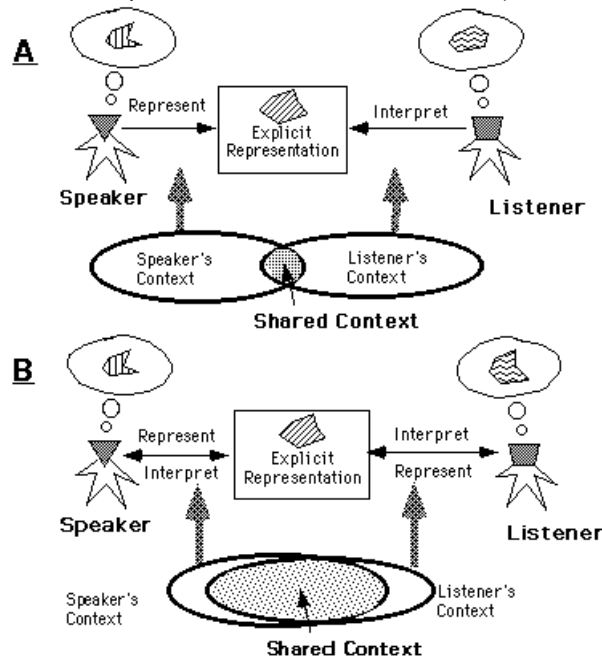 A
Represent
Interpret
Explicit
Representation
Speaker
Listener
Speaker's
Context
Listener's
Context
Shared Context
B
Represent
Interpret
Explicit
Representation
Interpret
Represent
Speaker
Listener
Speaker's
Context
Listener's
Context
Shared Context